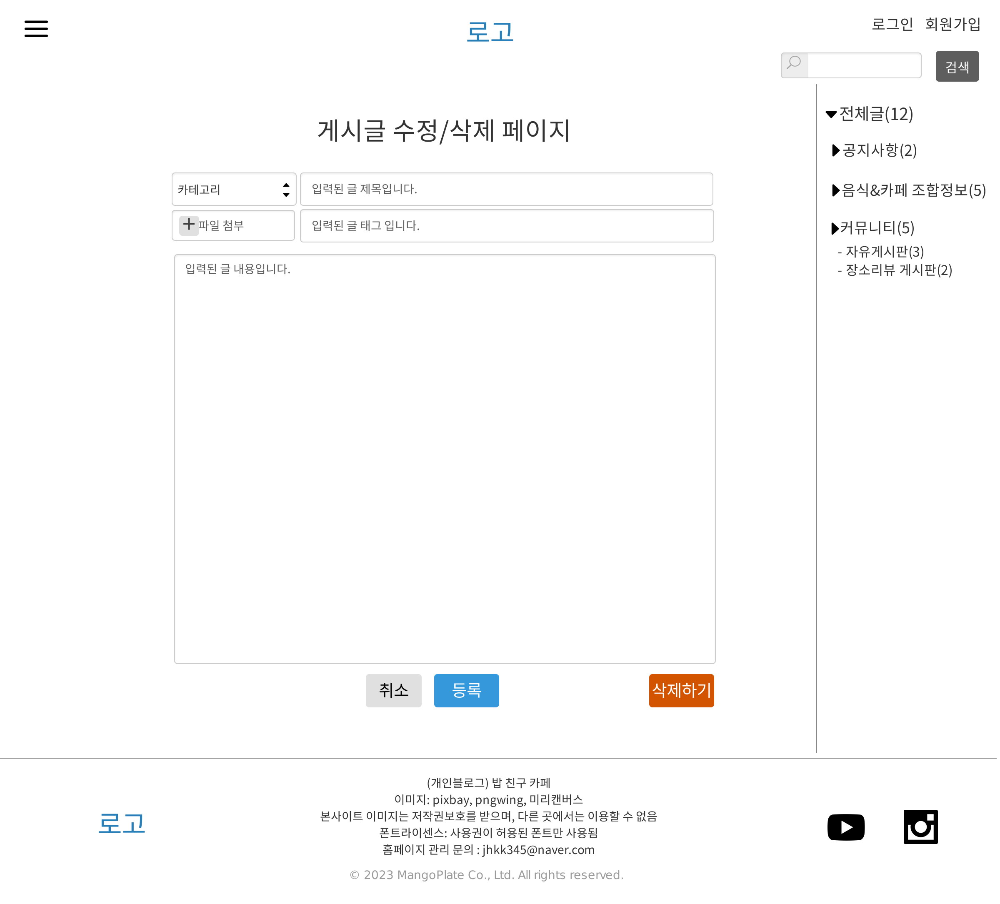 로고
로그인 회원가입
검색
게시글 수정/삭제 페이지
카테고리
입력된 글 제목입니다.
+ 파일 첨부
입력된 글 태그 입니다.
입력된 글 내용입니다.
취소
등록
삭제하기
전체글(12)
공지사항(2)
음식&카페 조합정보(5)
커뮤니티(5)
- 자유게시판(3)
- 장소리뷰 게시판(2)
로고
(개인블로그) 밥 친구 카페
이미지: pixbay, pngwing, 미리캔버스
본사이트 이미지는 저작권보호를 받으며, 다른 곳에서는 이용할 수 없음
폰트라이센스: 사용권이 허용된 폰트만 사용됨
홈페이지 관리 문의 : jhkk345@naver.com
© 2023 MangoPlate Co., Ltd. All rights reserved.